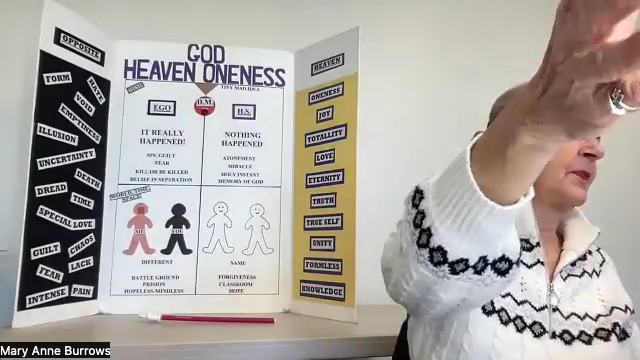 OPPOSITE
FORM
HATE
VOID
EMPTINESS
ILLUSION
UNCERTAINTY
DEATH
DREAD
TIME
SPECIAL LOVE
CHAOS
GUILT
LACK
FEAR
INTENSE
PAIN
GOD
HEAVEN ONENESS
MIND
TINY MAD IDEA
EGO
D.M.
H.S.
IT REALLY
HAPPENED!
SIN, GUILT
FEAR
KILL OR BE KILLED
BELIEF IN SEPARATION
NOTHING
HAPPENED
ATONEMENT
MIRACLE
HOLY INSTANT
MEMORY OF GOD
WORLD-TIME
SPACE
ME
YOU
DIFFERENT
BATTLE GROUND
PRISION
HOPELESS-MINDLESS
SAME
FORGIVENESS
CLASSROOM
HOPE
HEAVEN
ONENESS
JOY
TOTALLITY
LOVE
ETERNITY
TRUTH
TRUE SELF
UNITY
FORMLESS
KNOWLEDGE
Mary Anne Burrows